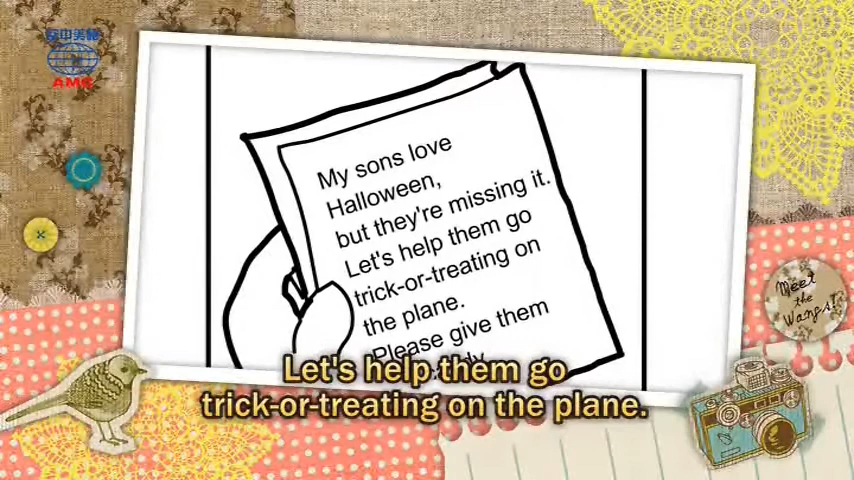 AMC
My sons love
Halloween,
but they're missing it.
Let's help them go
trick-or-treating on
the plane.
Please give them
Let's help them go
trick-or-treating on the plane.
Meet
the
Wangs!